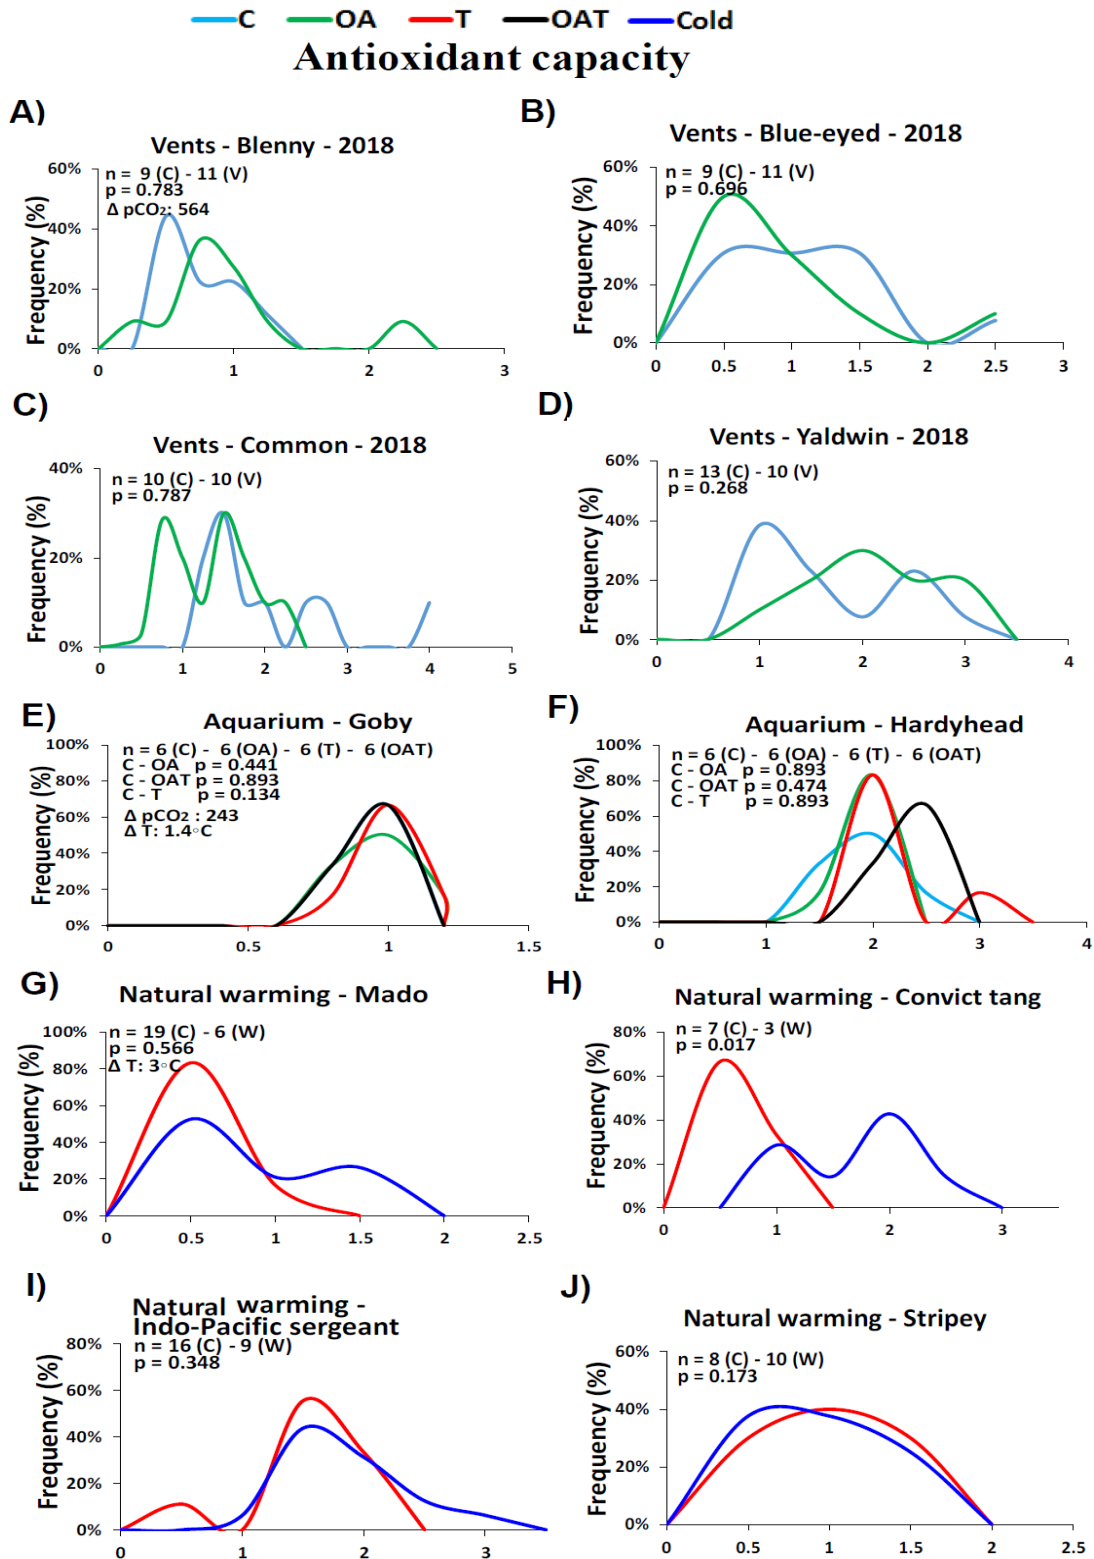 C OA T OAT Cold
Antioxidant capacity
A)
Vents - Blenny - 2018
n = 9 (C) - 11 (V)
p = 0.783
Δ pCO₂: 564
Frequency (%)
60%
40%
20%
0%
0 1 2 3
B)
Vents - Blue-eyed - 2018
n = 9 (C) - 11 (V)
p = 0.696
Frequency (%)
60%
40%
20%
0%
0 0.5 1 1.5 2 2.5 3
C)
Vents - Common - 2018
n = 10 (C) - 10 (V)
p = 0.787
Frequency (%)
40%
20%
0%
0 1 2 3 4 5
D)
Vents - Yaldwin - 2018
n = 13 (C) - 10 (V)
p = 0.268
Frequency (%)
60%
40%
20%
0%
0 1 2 3 4
E)
Aquarium - Goby
n = 6 (C) - 6 (OA) - 6 (T) - 6 (OAT)
C - OA p = 0.441
C - OAT p = 0.893
C - T p = 0.134
Δ pCO₂ : 243
Δ T: 1.4◦C
Frequency (%)
100%
80%
60%
40%
20%
0%
0 0.5 1 1.5
F)
Aquarium - Hardyhead
n = 6 (C) - 6 (OA) - 6 (T) - 6 (OAT)
C - OA p = 0.893
C - OAT p = 0.474
C - T p = 0.893
Frequency (%)
100%
80%
60%
40%
20%
0%
0 1 2 3 4
G)
Natural warming - Mado
n = 19 (C) - 6 (W)
p = 0.566
Δ T: 3◦C
Frequency (%)
100%
80%
60%
40%
20%
0%
0 0.5 1 1.5 2 2.5
H)
Natural warming - Convict tang
n = 7 (C) - 3 (W)
p = 0.017
Frequency (%)
80%
60%
40%
20%
0%
0 1 2 3
I)
Natural warming -
Indo-Pacific sergeant
n = 16 (C) - 9 (W)
p = 0.348
Frequency (%)
80%
60%
40%
20%
0%
0 1 2 3
J)
Natural warming - Stripey
n = 8 (C) - 10 (W)
p = 0.173
Frequency (%)
60%
40%
20%
0%
0 0.5 1 1.5 2 2.5